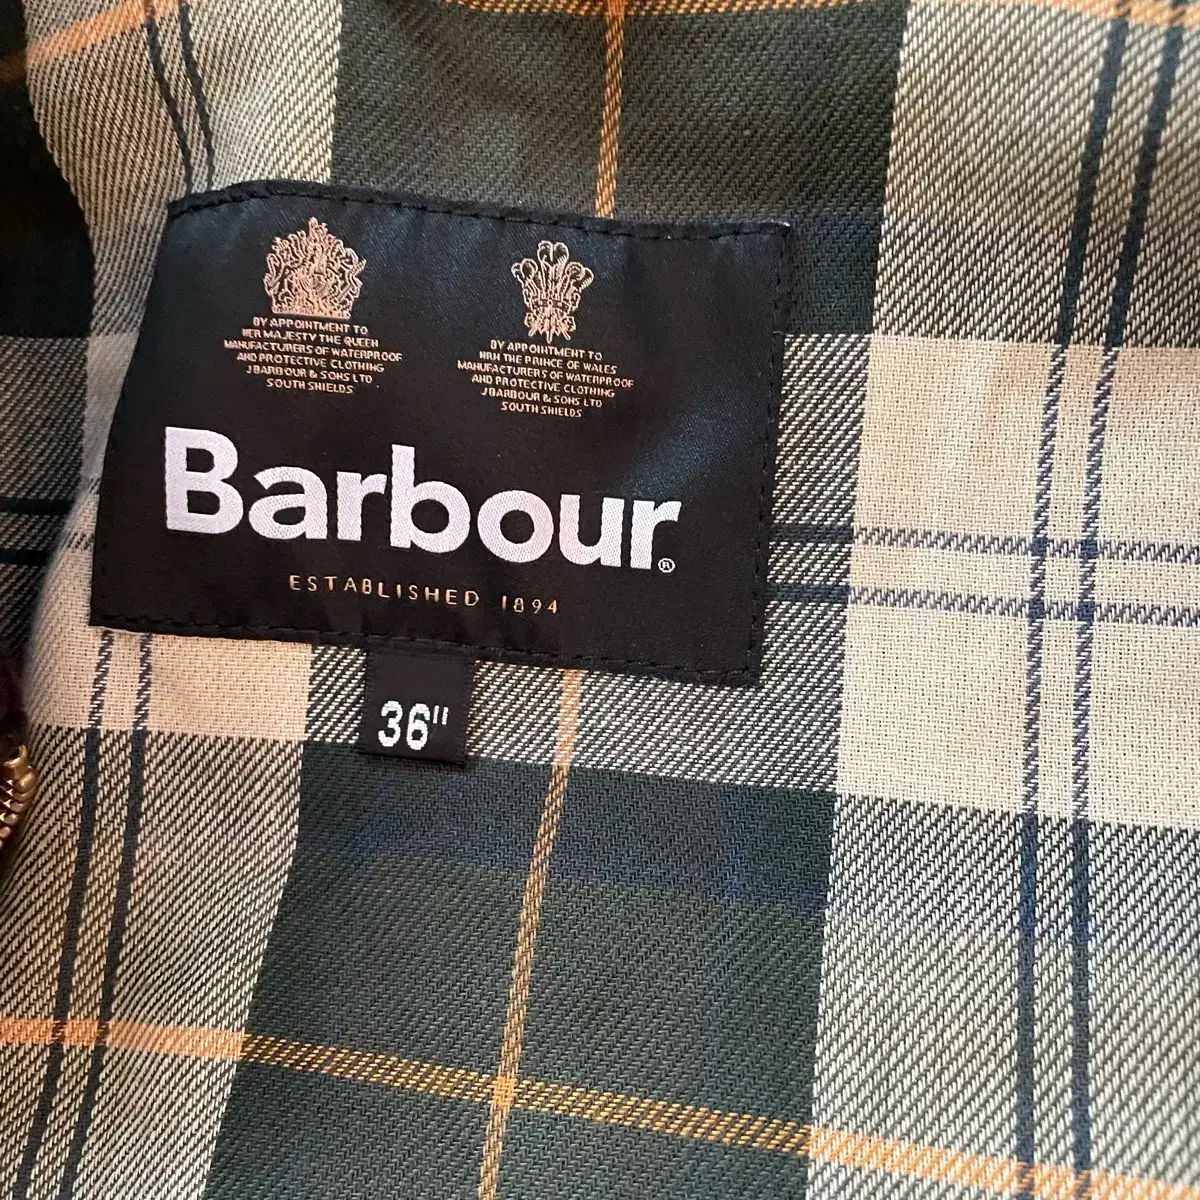 BY APPOINTMENT TO
HER MAJESTY THE QUEEN
MANUFACTURERS OF WATERPROOF
AND PROTECTIVE CLOTHING
J BARBOUR & SONS LTD
SOUTH SHIELDS
BY APPOINTMENT TO
HRH THE PRINCE OF WALES
MANUFACTURERS OF WATERPROOF
AND PROTECTIVE CLOTHING
J BARBOUR & SONS LTD
SOUTH SHIELDS
Barbour®
ESTABLISHED 1894
36"